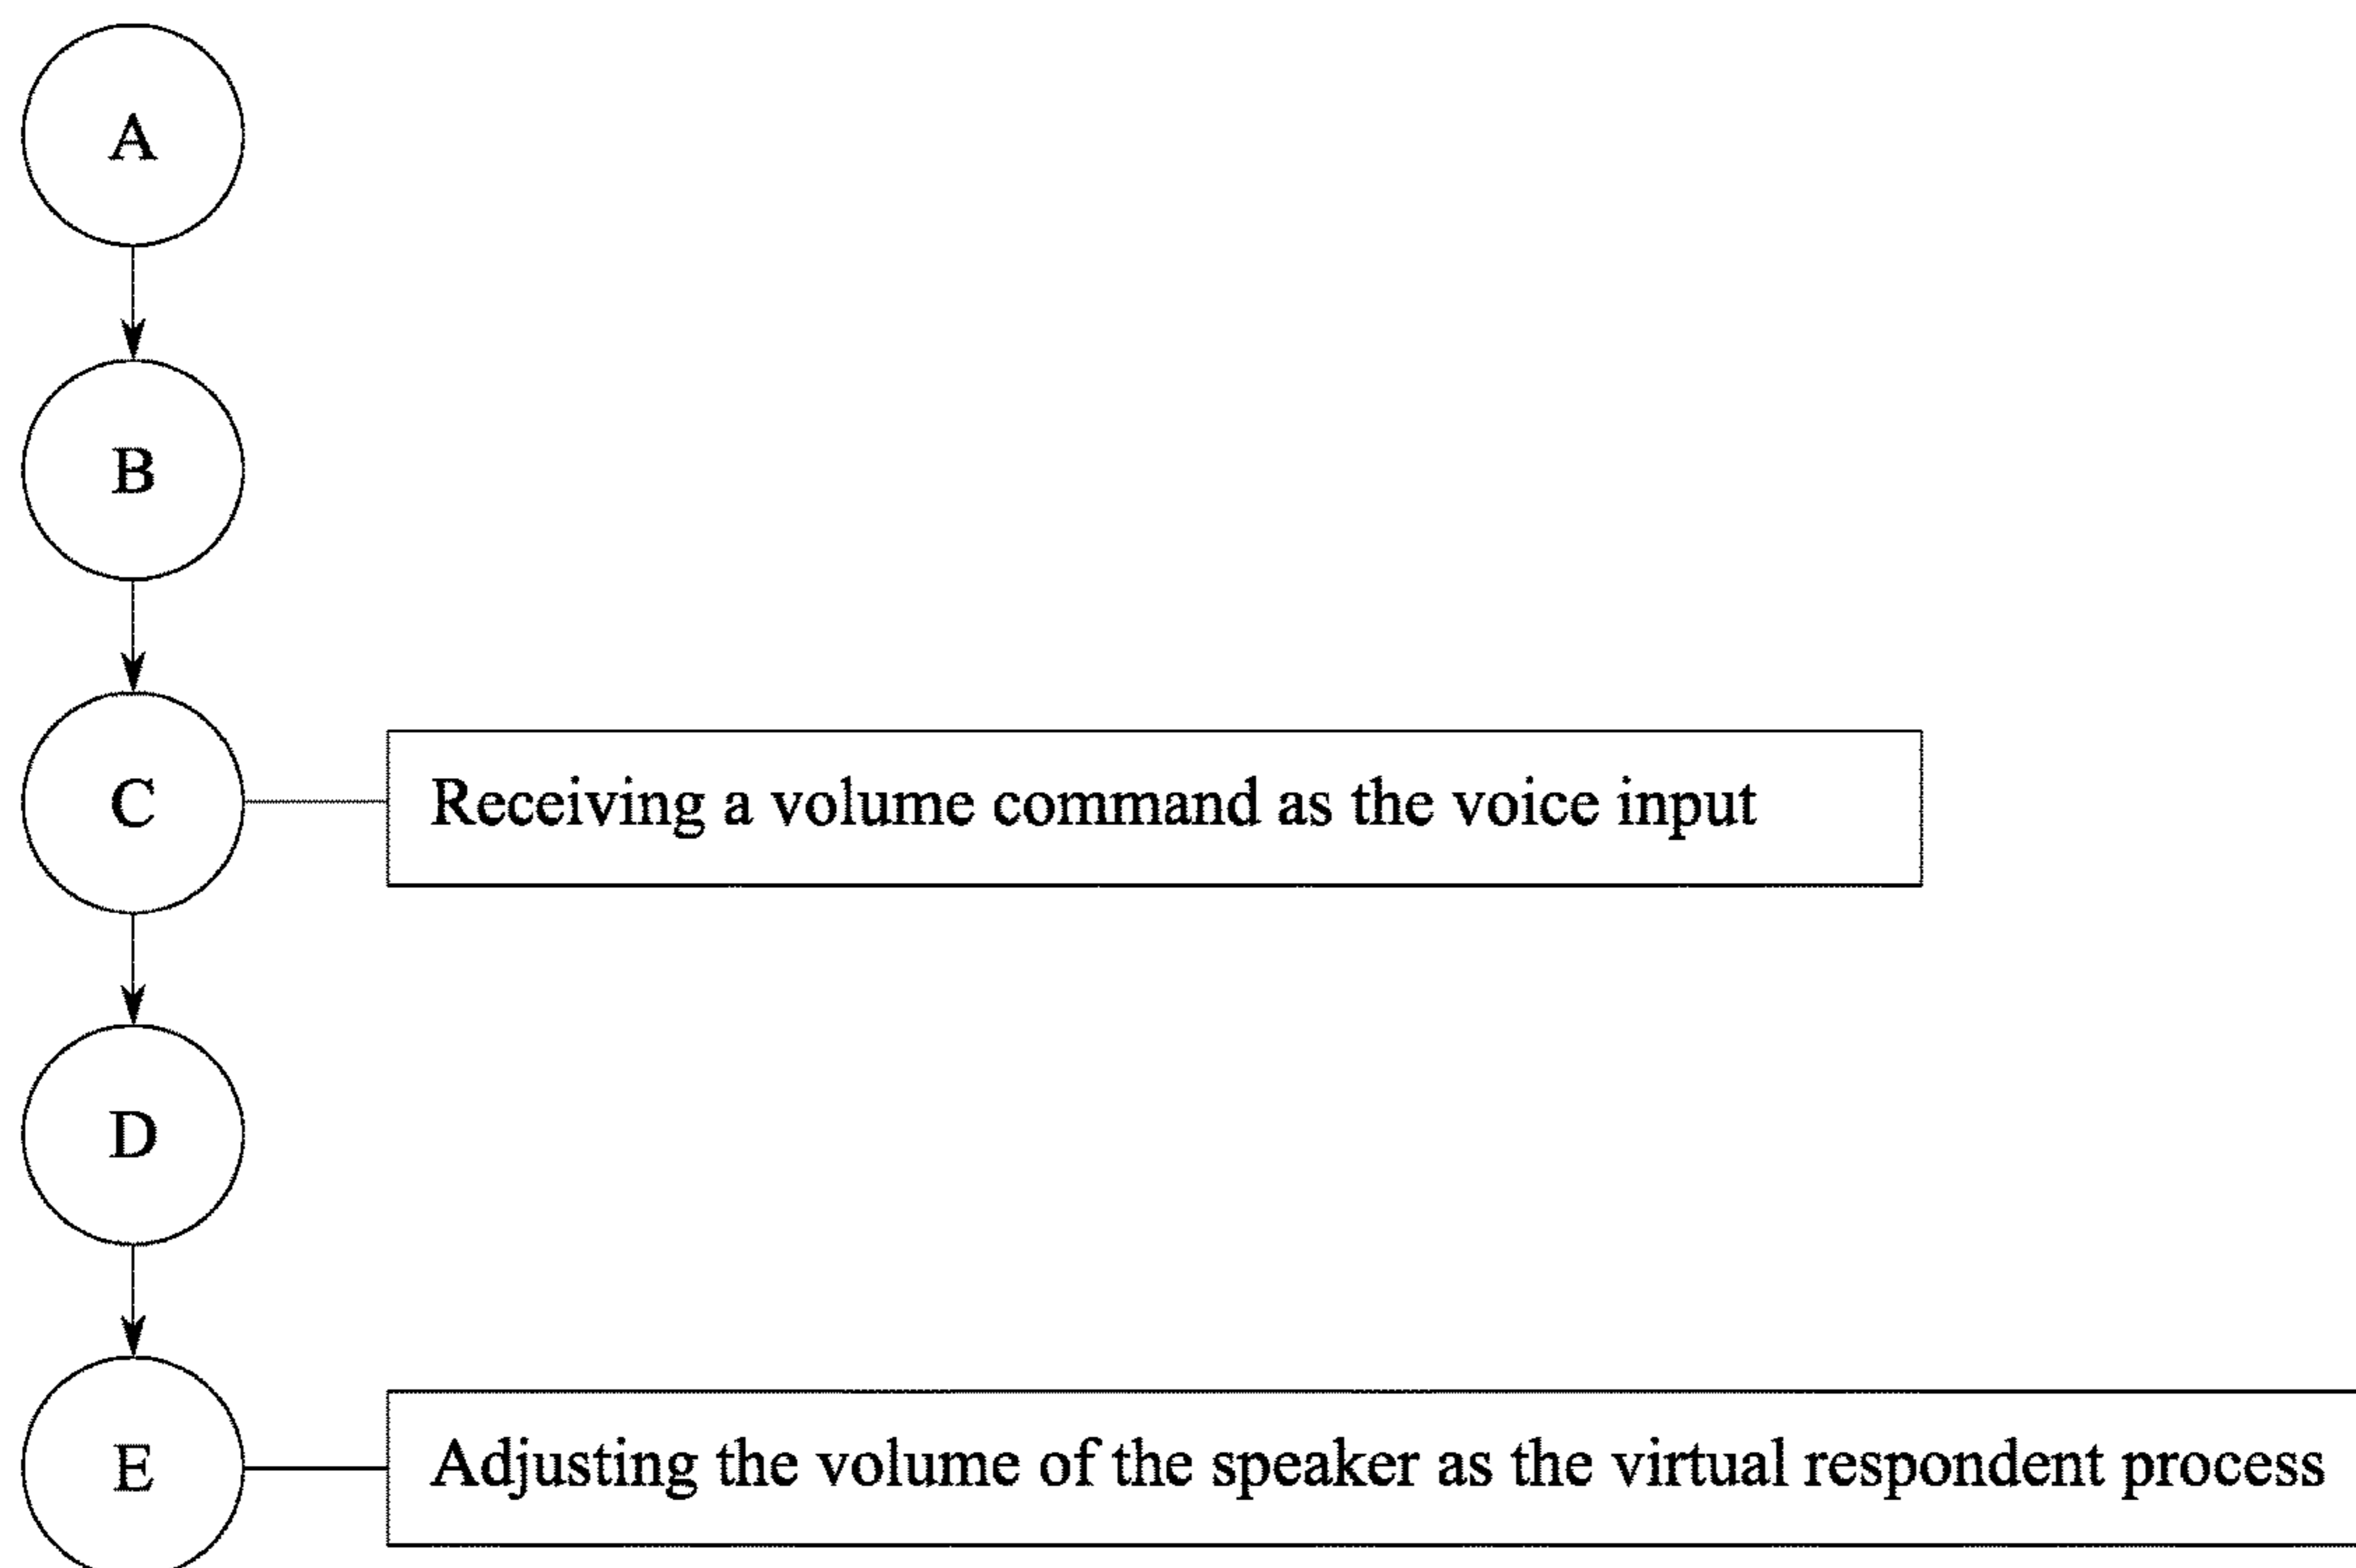 A
B
C
Receiving a volume command as the voice input
D
E
Adjusting the volume of the speaker as the virtual respondent process